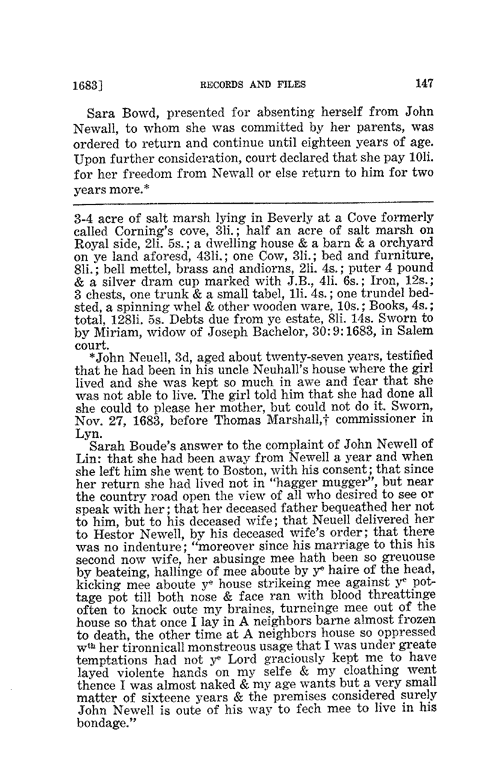 1683] RECORDS AND FILES 147
Sara Bowd, presented for absenting herself from John
Newall, to whom she was committed by her parents, was
ordered to return and continue until eighteen years of age.
Upon further consideration, court declared that she pay 10li.
for her freedom from Newall or else return to him for two
years more.*
3-4 acre of salt marsh lying in Beverly at a Cove formerly
called Corning's cove, 3li.; half an acre of salt marsh on
Royal side, 2li. 5s.; a dwelling house & a barn & a orchyard
on ye land aforesd, 43li.; one Cow, 3li.; bed and furniture,
8li.; bell mettel, brass and andiorns, 2li. 4s.; puter 4 pound
& a silver dram cup marked with J.B., 4li. 6s.; Iron, 12s.;
3 chests, one trunk & a small tabel, 1li. 4s.; one trundel bed-
sted, a spinning whel & other wooden ware, 10s.; Books, 4s.;
total, 128li. 5s. Debts due from ye estate, 8li. 14s. Sworn to
by Miriam, widow of Joseph Bachelor, 30:9:1683, in Salem
court.
*John Neuell, 3d, aged about twenty-seven years, testified
that he had been in his uncle Neuhall's house where the girl
lived and she was kept so much in awe and fear that she
was not able to live. The girl told him that she had done all
she could to please her mother, but could not do it. Sworn,
Nov. 27, 1683, before Thomas Marshall,† commissioner in
Lyn.
Sarah Boude's answer to the complaint of John Newell of
Lin: that she had been away from Newell a year and when
she left him she went to Boston, with his consent; that since
her return she had lived not in "hagger mugger", but near
the country road open the view of all who desired to see or
speak with her; that her deceased father bequeathed her not
to him, but to his deceased wife; that Neuell delivered her
to Hestor Newell, by his deceased wife's order; that there
was no indenture; "moreover since his marriage to this his
second now wife, her abusinge mee hath been so greuouse
by beateing, hallinge of mee aboute by yᵉ haire of the head,
kicking mee aboute yᵉ house strikeing mee against yᵉ pot-
tage pot till both nose & face ran with blood threattinge
often to knock oute my braines, turneinge mee out of the
house so that once I lay in A neighbors barne almost frozen
to death, the other time at A neighbors house so oppressed
wᵗʰ her tironnicall monstreous usage that I was under greate
temptations had not yᵉ Lord graciously kept me to have
layed violente hands on my selfe & my cloathing went
thence I was almost naked & my age wants but a very small
matter of sixteene years & the premises considered surely
John Newell is oute of his way to fech mee to live in his
bondage."